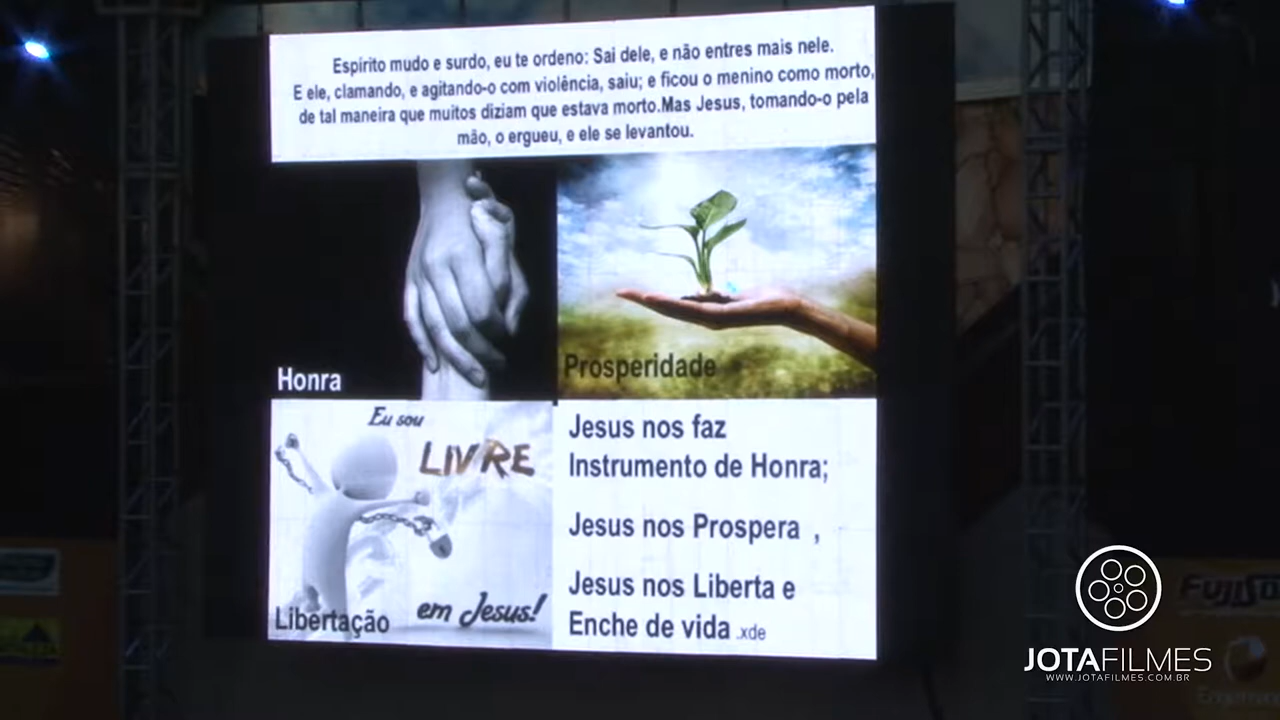 Espirito mudo e surdo, eu te ordeno: Sai dele, e não entres mais nele.
E ele, clamando, e agitando-o com violência, saiu; e ficou o menino como morto,
de tal maneira que muitos diziam que estava morto.Mas Jesus, tomando-o pela
mão, o ergueu, e ele se levantou.
Honra
Prosperidade
Eu sou
LIVRE
em Jesus!
Libertação
Jesus nos faz
Instrumento de Honra;
Jesus nos Prospera ,
Jesus nos Liberta e
Enche de vida .xde
JOTAFILMES
WWW.JOTAFILMES.COM.BR